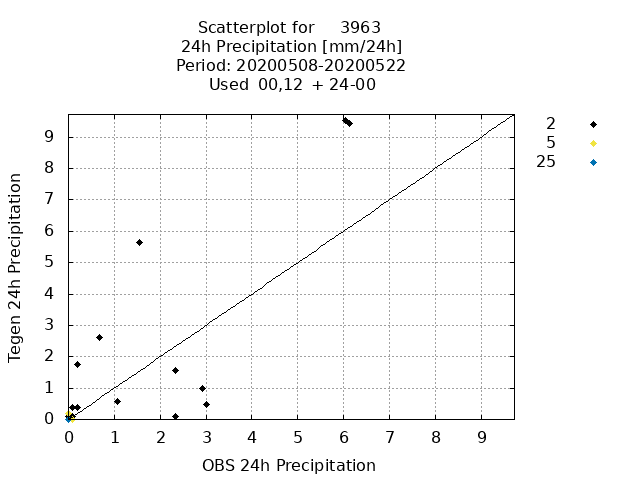 Scatterplot for 3963
24h Precipitation [mm/24h]
Period: 20200508-20200522
Used 00,12 + 24-00
2
5
25
9
8
7
6
5
4
3
2
1
0
Tegen 24h Precipitation
0 1 2 3 4 5 6 7 8 9
OBS 24h Precipitation